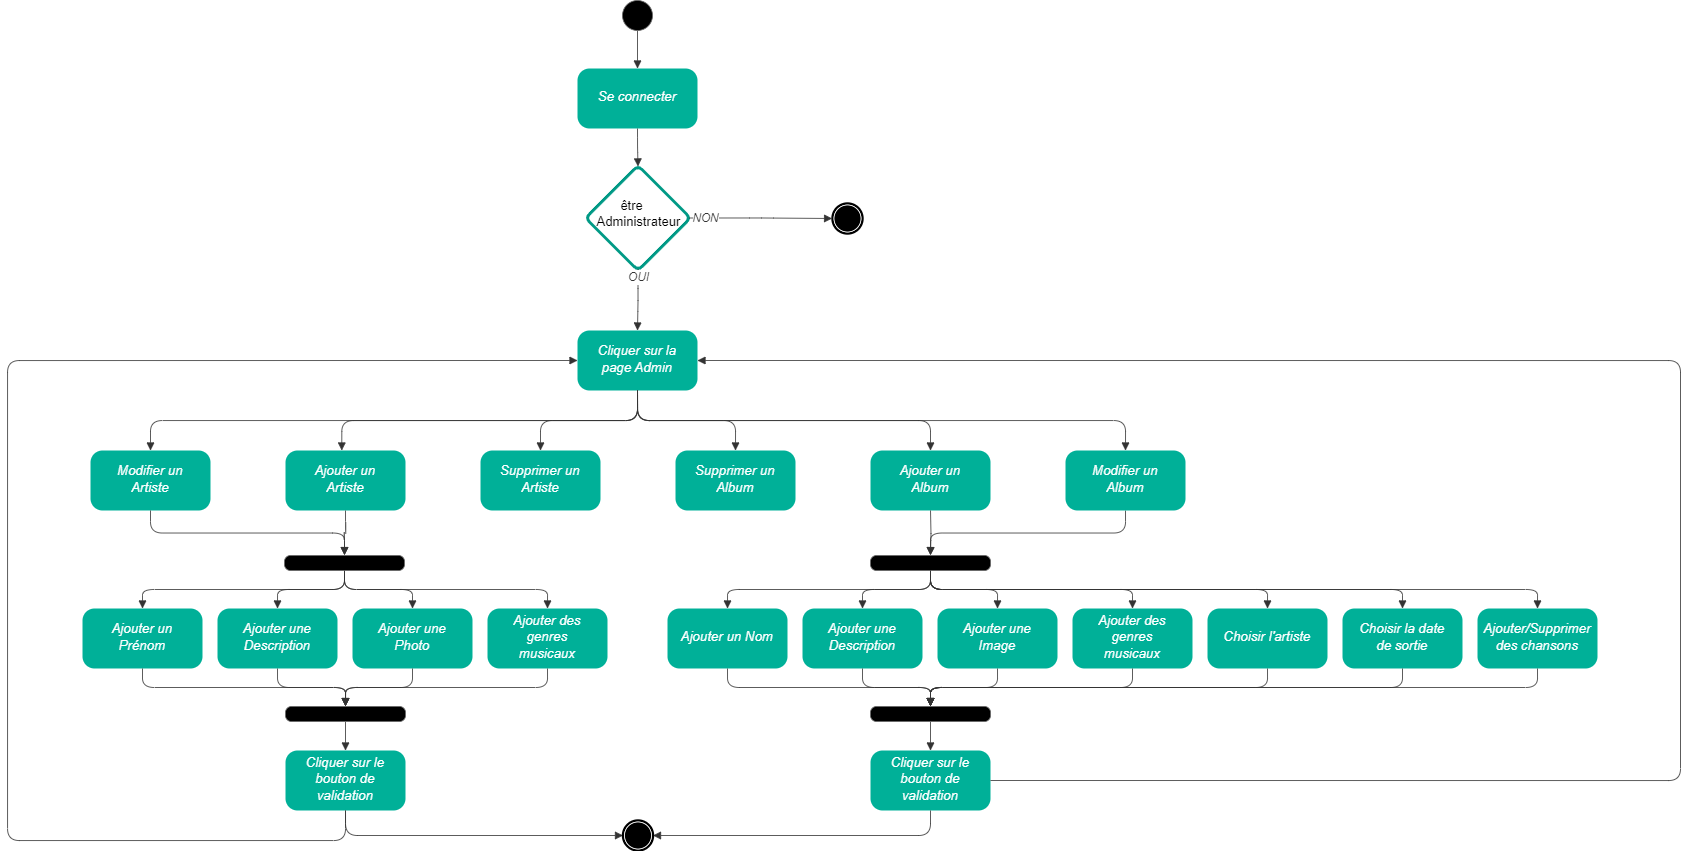 Se connecter
être
Administrateur
NON
OUI
Cliquer sur la
page Admin
Modifier un
Artiste
Ajouter un
Artiste
Supprimer un
Artiste
Supprimer un
Album
Ajouter un
Album
Modifier un
Album
Ajouter un
Prénom
Ajouter une
Description
Ajouter une
Photo
Ajouter des
genres
musicaux
Ajouter un Nom
Ajouter une
Description
Ajouter une
Image
Ajouter des
genres
musicaux
Choisir l'artiste
Choisir la date
de sortie
Ajouter/Supprimer
des chansons
Cliquer sur le
bouton de
validation
Cliquer sur le
bouton de
validation